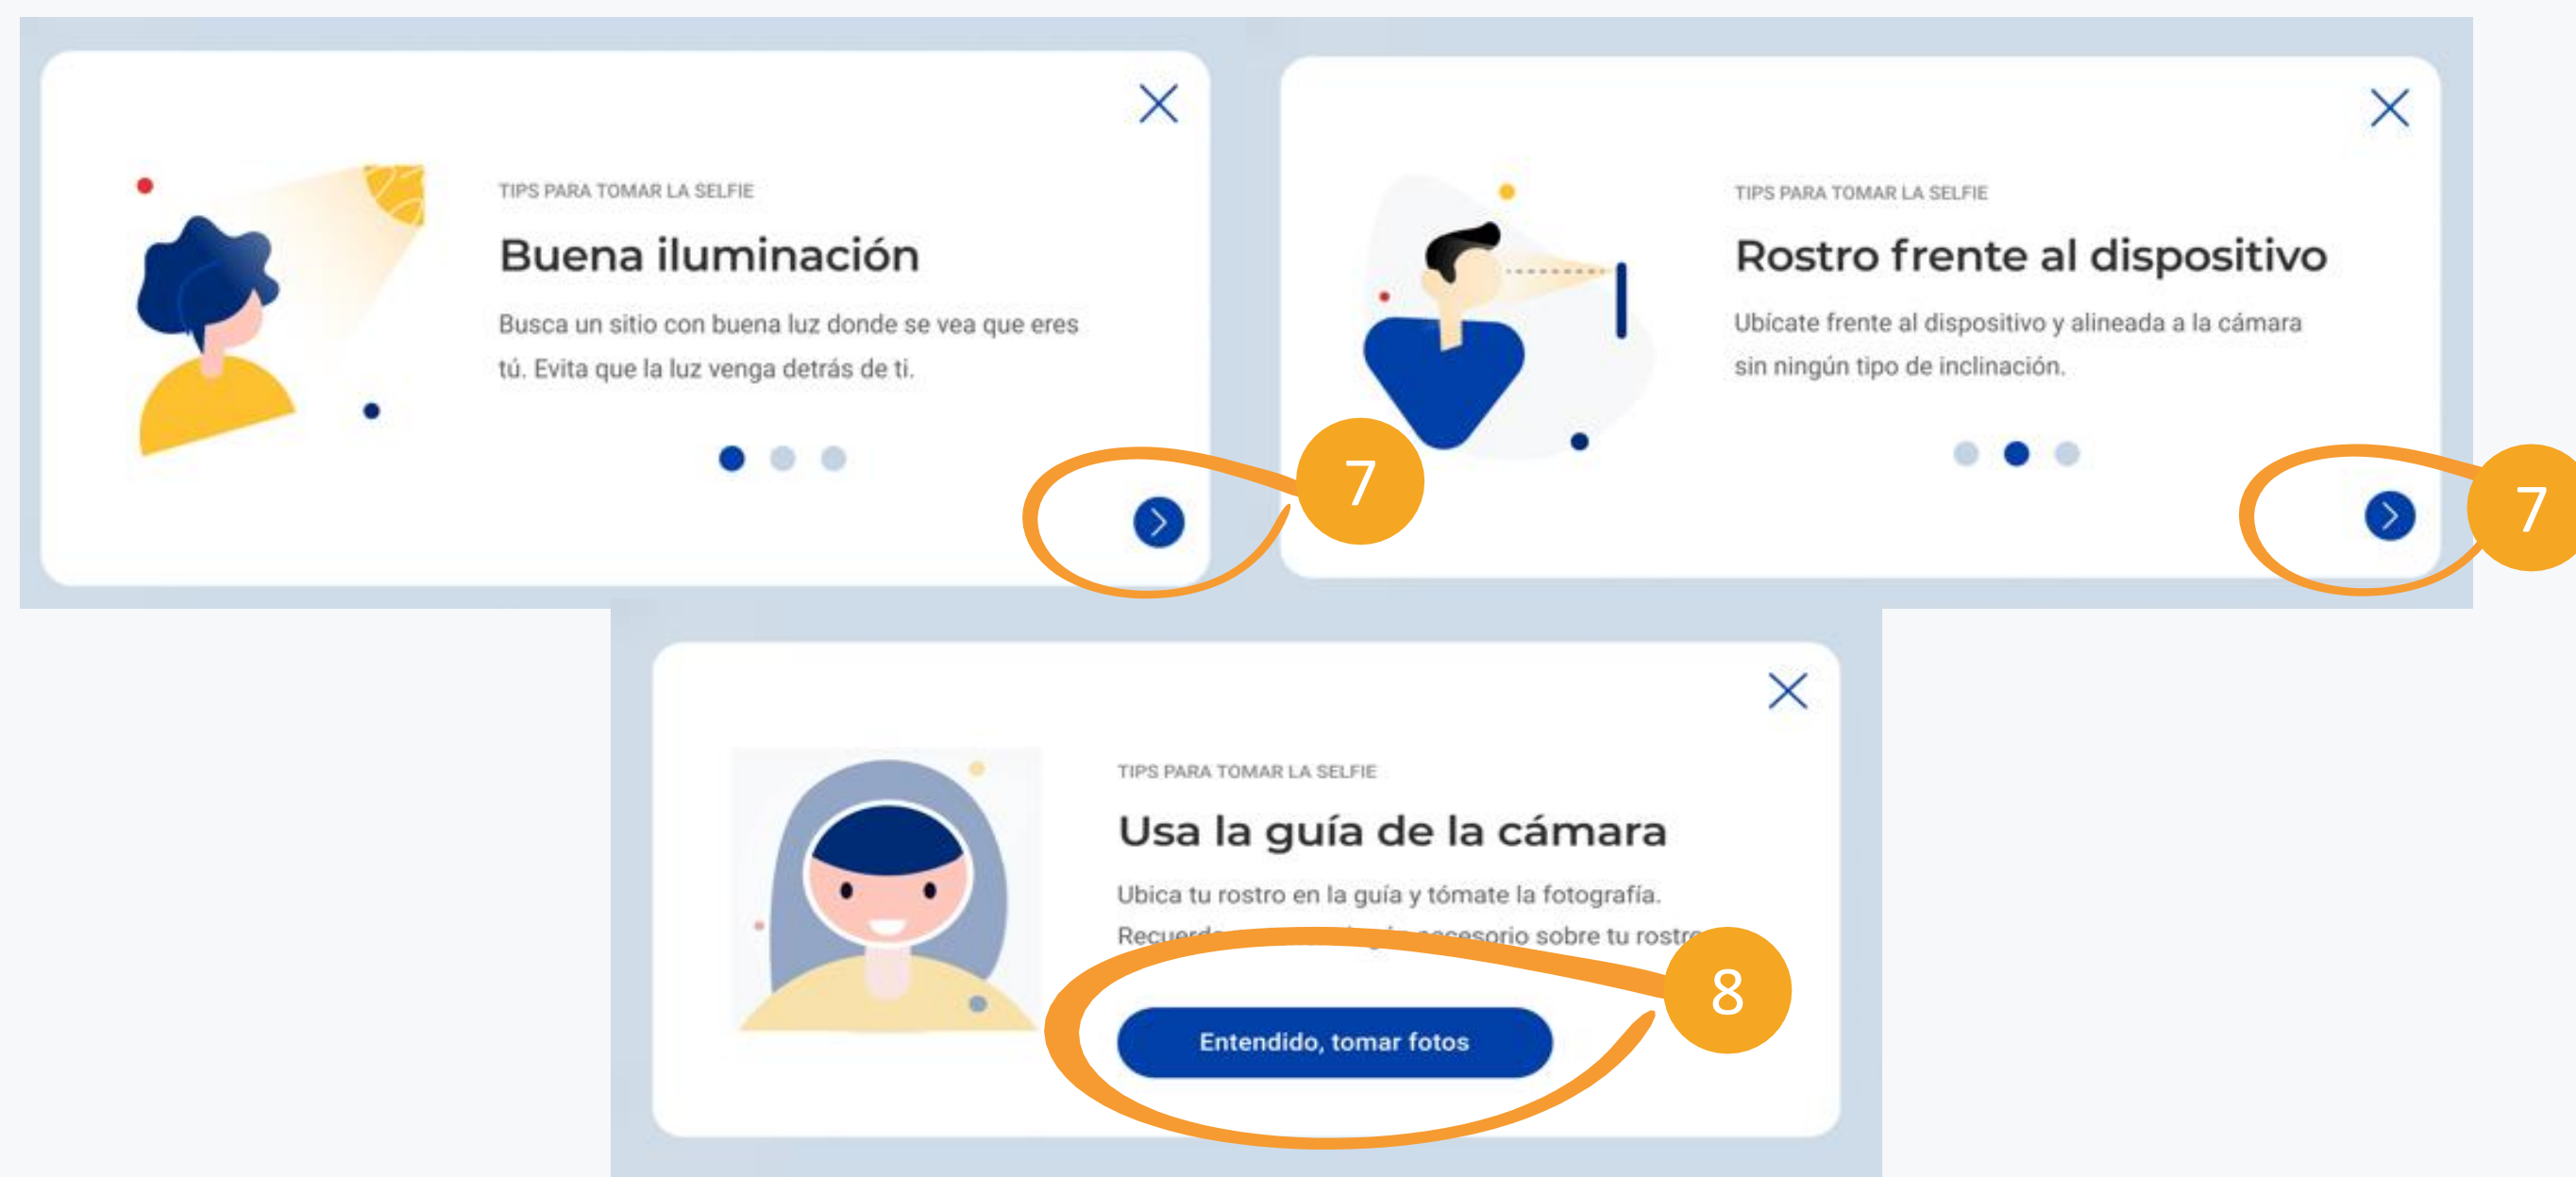 TIPS PARA TOMAR LA SELFIE
Buena iluminación
Busca un sitio con buena luz donde se vea que eres
tú. Evita que la luz venga detrás de ti.
7
TIPS PARA TOMAR LA SELFIE
Rostro frente al dispositivo
Ubícate frente al dispositivo y alineada a la cámara
sin ningún tipo de inclinación.
7
TIPS PARA TOMAR LA SELFIE
Usa la guía de la cámara
Ubica tu rostro en la guía y tómate la fotografía.
sobre tu
8
Entendido, tomar fotos